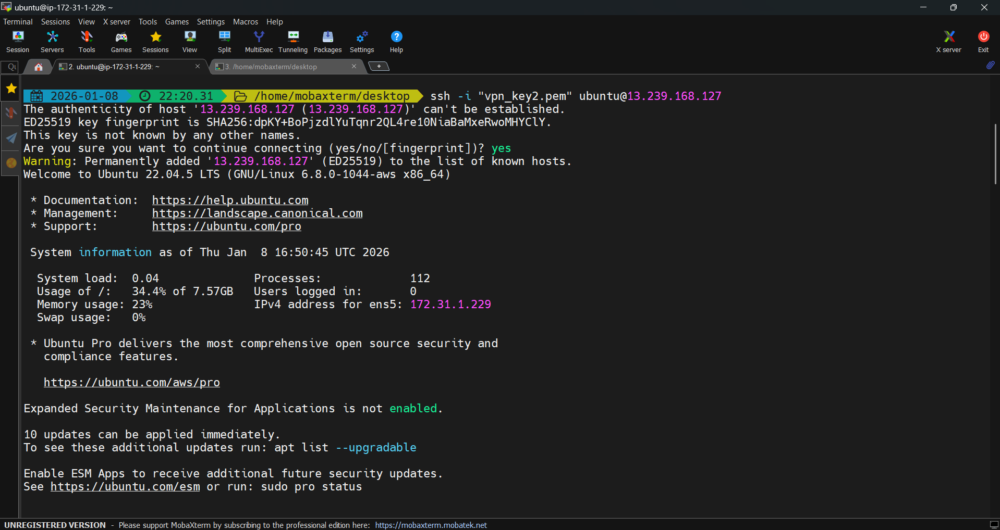 ubuntu@ip-172-31-1-229: ~
Terminal Sessions View X server Tools Games Settings Macros Help
Session Servers Tools Games Sessions View Split MultiExec Tunneling Packages Settings Help X server Exit
Qu 2. ubuntu@ip-172-31-1-229: ~ 3. /home/mobaxterm/desktop
2026-01-08 22:20.31 /home/mobaxterm/desktop ssh -i "vpn_key2.pem" ubuntu@13.239.168.127
The authenticity of host '13.239.168.127 (13.239.168.127)' can't be established.
ED25519 key fingerprint is SHA256:dpKY+BoPjzdlYuTqnr2QL4re10NiaBaMxeRwoMHYClY.
This key is not known by any other names.
Are you sure you want to continue connecting (yes/no/[fingerprint])? yes
Warning: Permanently added '13.239.168.127' (ED25519) to the list of known hosts.
Welcome to Ubuntu 22.04.5 LTS (GNU/Linux 6.8.0-1044-aws x86_64)
* Documentation: https://help.ubuntu.com
* Management: https://landscape.canonical.com
* Support: https://ubuntu.com/pro
System information as of Thu Jan 8 16:50:45 UTC 2026
System load: 0.04 Processes: 112
Usage of /: 34.4% of 7.57GB Users logged in: 0
Memory usage: 23% IPv4 address for ens5: 172.31.1.229
Swap usage: 0%
* Ubuntu Pro delivers the most comprehensive open source security and
compliance features.
https://ubuntu.com/aws/pro
Expanded Security Maintenance for Applications is not enabled.
10 updates can be applied immediately.
To see these additional updates run: apt list --upgradable
Enable ESM Apps to receive additional future security updates.
See https://ubuntu.com/esm or run: sudo pro status
UNREGISTERED VERSION - Please support MobaXterm by subscribing to the professional edition here: https://mobaxterm.mobatek.net